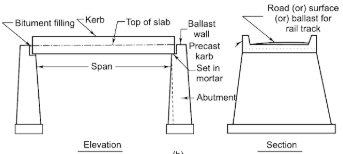 Bitument filling
Kerb
Top of slab
Ballast
wall
Precast
karb
Set in
mortar
Span
Abutment
Elevation
Road (or) surface
(or) ballast for
rail track
Section